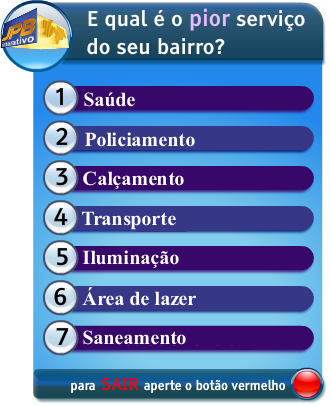 JPB
interativo
E qual é o pior serviço
do seu bairro?
1 Saúde
2 Policiamento
3 Calçamento
4 Transporte
5 Iluminação
6 Área de lazer
7 Saneamento
para SAIR aperte o botão vermelho